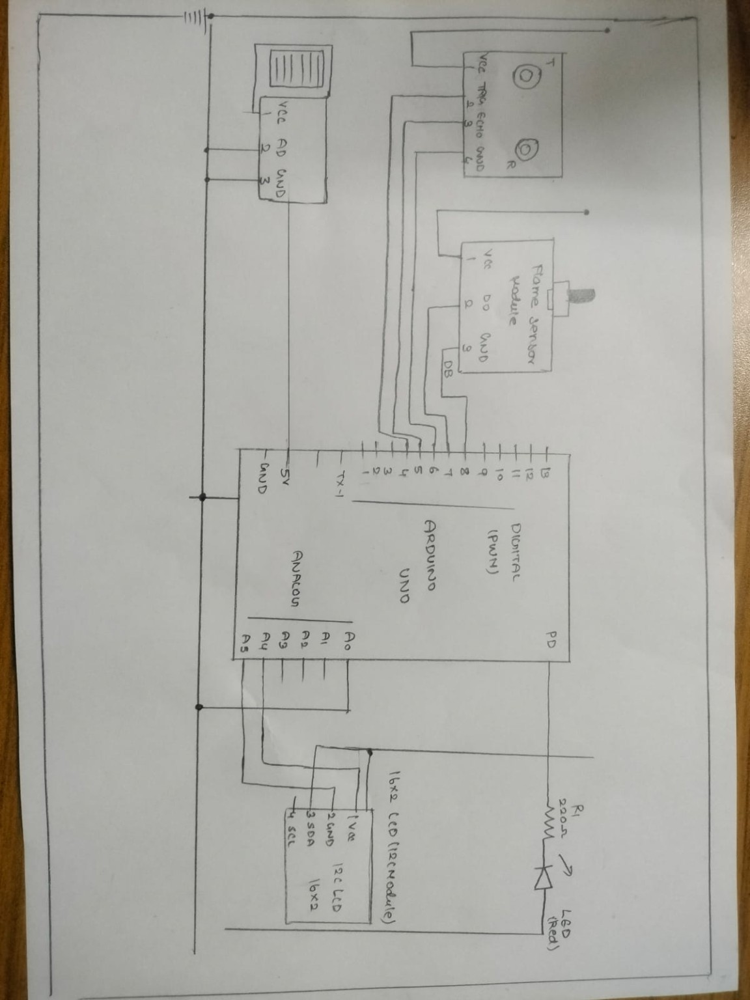 VCC
1
AD
2
GND
3
T
R
VCC
1
TRIG
2
ECHO
3
GND
4
Flame Sensor
Module
VCC
1
DO
2
GND
3
DB
GND
5V
TX-1
1
2
3
4
5
6
7
8
9
10
11
12
13
DIGITAL
(PWM)
ARDUINO
UNO
ANALOG
PD
A0
A1
A2
A3
A4
A5
16x2 LCD (I2C Module)
1 VCC
2 GND
3 SDA
4 SCL
I2C LCD
16x2
R1
220Ω
LED
(Red)